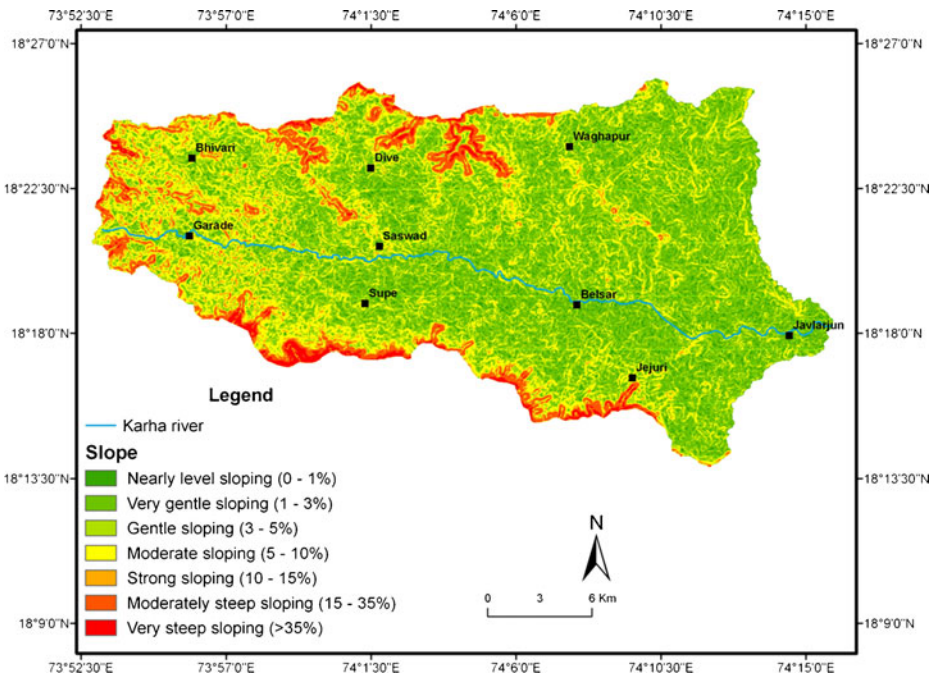 73°52'30"E 73°57'0"E 74°1'30"E 74°6'0"E 74°10'30"E 74°15'0"E
18°27'0"N 18°27'0"N
Waghapur
Bhivari
Dive
18°22'30"N 18°22'30"N
Garade
Saswad
Supe
Belsar
18°18'0"N Javlarjun 18°18'0"N
Jejuri
Legend
Karha river
Slope
18°13'30"N 18°13'30"N
Nearly level sloping (0 - 1%)
Very gentle sloping (1 - 3%)
Gentle sloping (3 - 5%)
N
Moderate sloping (5 - 10%)
Strong sloping (10 - 15%)
Moderately steep sloping (15 - 35%)
0 3 6 Km
Very steep sloping (>35%)
18°9'0"N 18°9'0"N
73°52'30"E 73°57'0"E 74°1'30"E 74°6'0"E 74°10'30"E 74°15'0"E